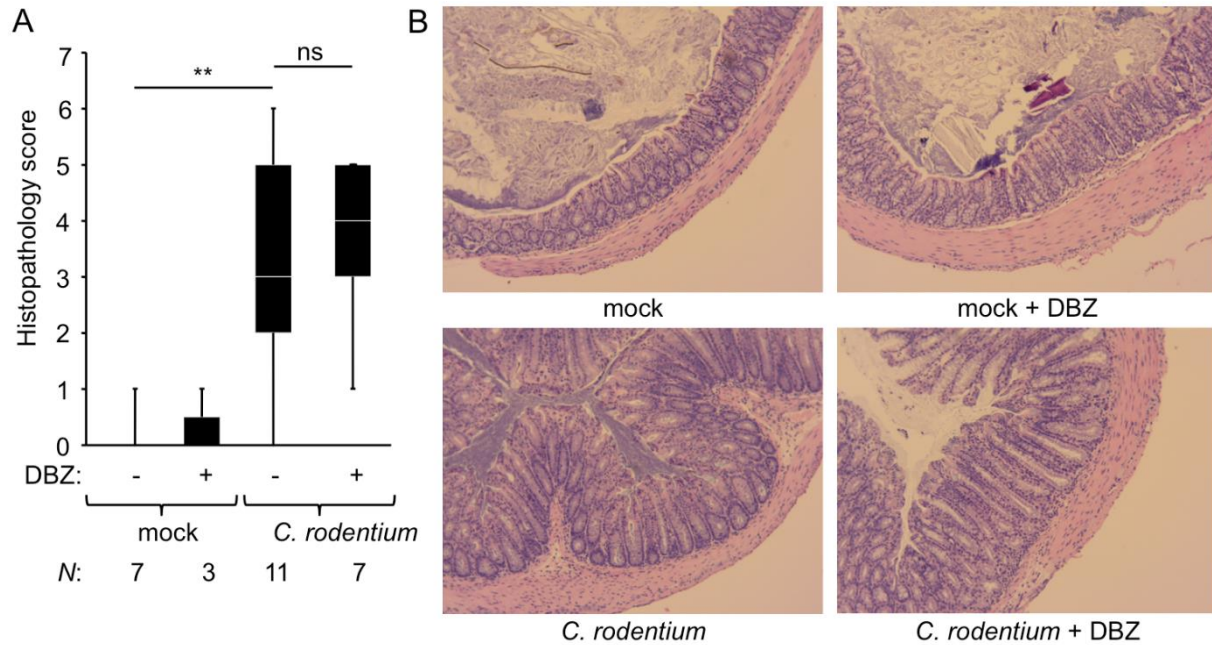 A
7
6
5
4
3
2
1
0
Histopathology score
**
ns
DBZ: - + - +
mock C. rodentium
N: 7 3 11 7
B
mock
mock + DBZ
C. rodentium
C. rodentium + DBZ